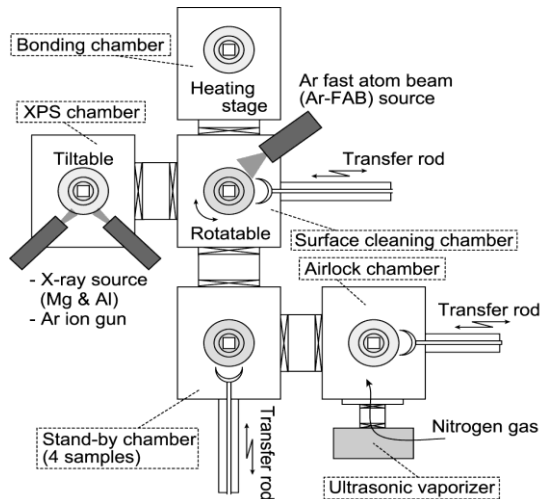 Bonding chamber
Heating
stage
Ar fast atom beam
(Ar-FAB) source
XPS chamber
Tiltable
Transfer rod
Rotatable
Surface cleaning chamber
- X-ray source
(Mg & Al)
- Ar ion gun
Airlock chamber
Transfer rod
Stand-by chamber
(4 samples)
Transfer rod
Nitrogen gas
Ultrasonic vaporizer